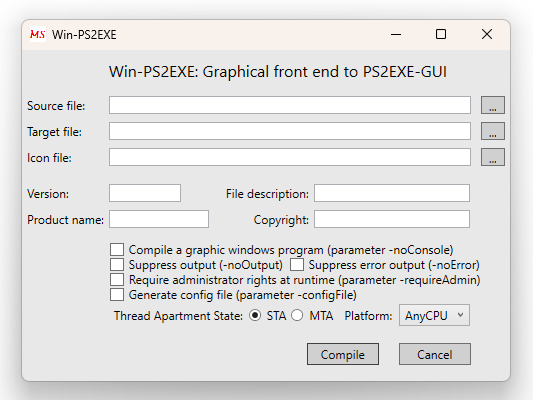 MS Win-PS2EXE
Win-PS2EXE: Graphical front end to PS2EXE-GUI
Source file: ...
Target file: ...
Icon file: ...
Version: File description:
Product name: Copyright:
Compile a graphic windows program (parameter -noConsole)
Suppress output (-noOutput) Suppress error output (-noError)
Require administrator rights at runtime (parameter -requireAdmin)
Generate config file (parameter -configFile)
Thread Apartment State: STA MTA Platform: AnyCPU
Compile Cancel